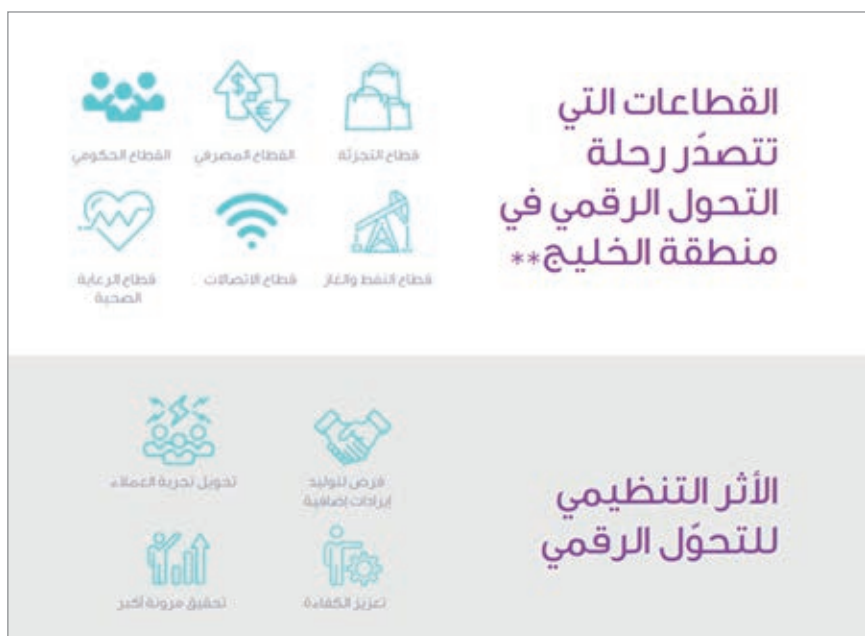 القطاعات التي
تتصدّر رحلة
التحول الرقمي في
منطقة الخليج**
قطاع التجزئة
القطاع المصرفي
القطاع الحكومي
قطاع النفط والغاز
قطاع الاتصالات
قطاع الرعاية
الصحية
الأثر التنظيمي
للتحوّل الرقمي
فرص لتوليد
إيرادات إضافية
تحويل تجربة العملاء
تعزيز الكفاءة
تحقيق مرونة أكبر